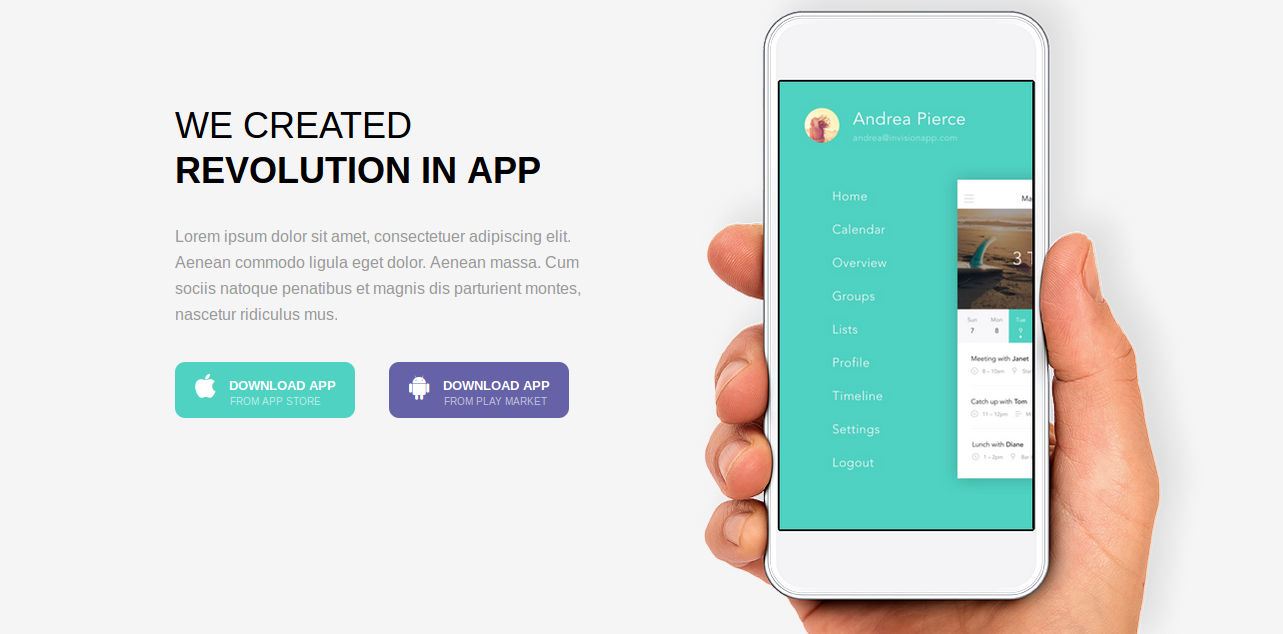 WE CREATED
REVOLUTION IN APP
Lorem ipsum dolor sit amet, consectetuer adipiscing elit.
Aenean commodo ligula eget dolor. Aenean massa. Cum
sociis natoque penatibus et magnis dis parturient montes,
nascetur ridiculus mus.
DOWNLOAD APP
FROM APP STORE
DOWNLOAD APP
FROM PLAY MARKET
Andrea Pierce
andrea@invisionapp.com
Home
Calendar
Overview
Groups
Lists
Profile
Timeline
Settings
Logout
Ma
3 T
Sun Mon Tue
7 8 9
Meeting with Janet
8 - 10am
Catch up with Tom
11 - 12pm M
Lunch with Diane
1 - 2pm Bar